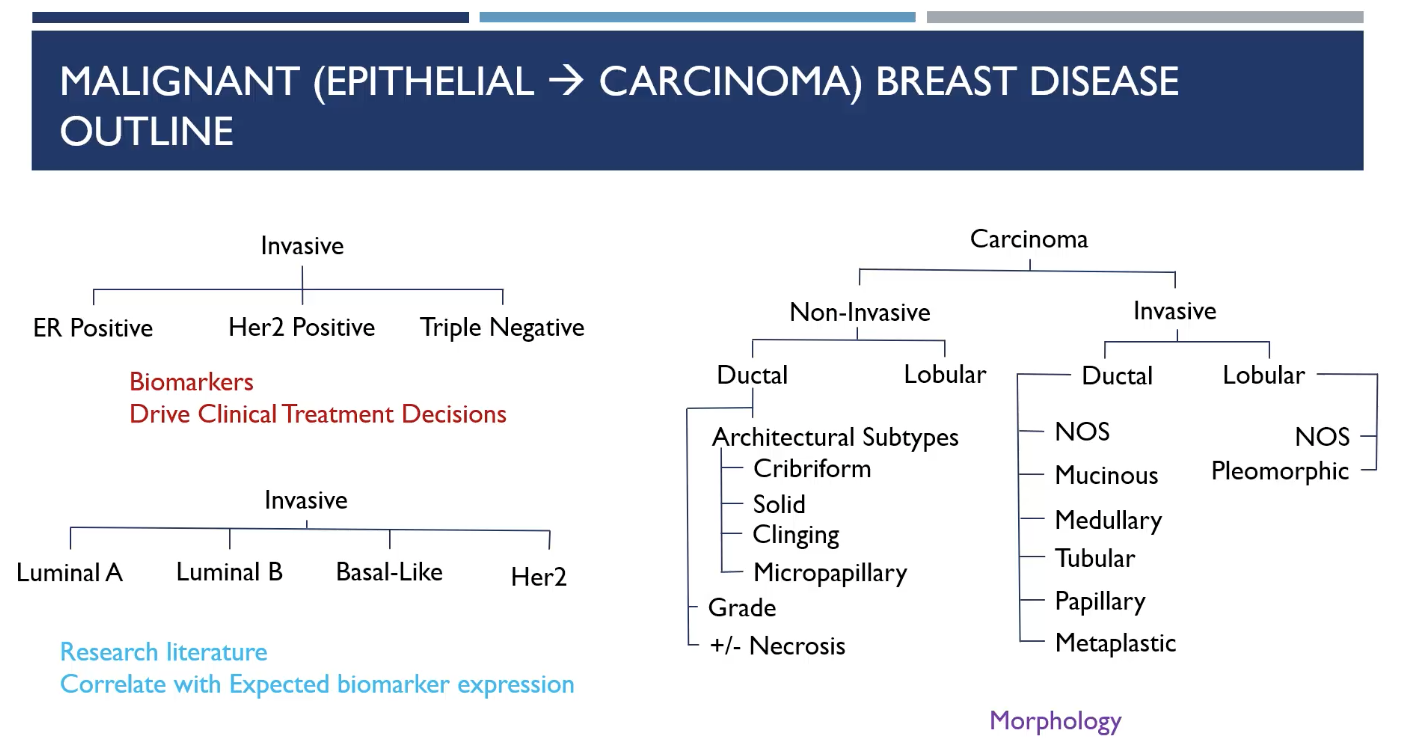 MALIGNANT (EPITHELIAL → CARCINOMA) BREAST DISEASE
OUTLINE
Invasive
ER Positive Her2 Positive Triple Negative
Biomarkers
Drive Clinical Treatment Decisions
Invasive
Luminal A Luminal B Basal-Like Her2
Research literature
Correlate with Expected biomarker expression
Carcinoma
Non-Invasive Invasive
Ductal Lobular Ductal Lobular
Architectural Subtypes
Cribriform
Solid
Clinging
Micropapillary
Grade
+/- Necrosis
NOS
Mucinous
Medullary
Tubular
Papillary
Metaplastic
NOS
Pleomorphic
Morphology